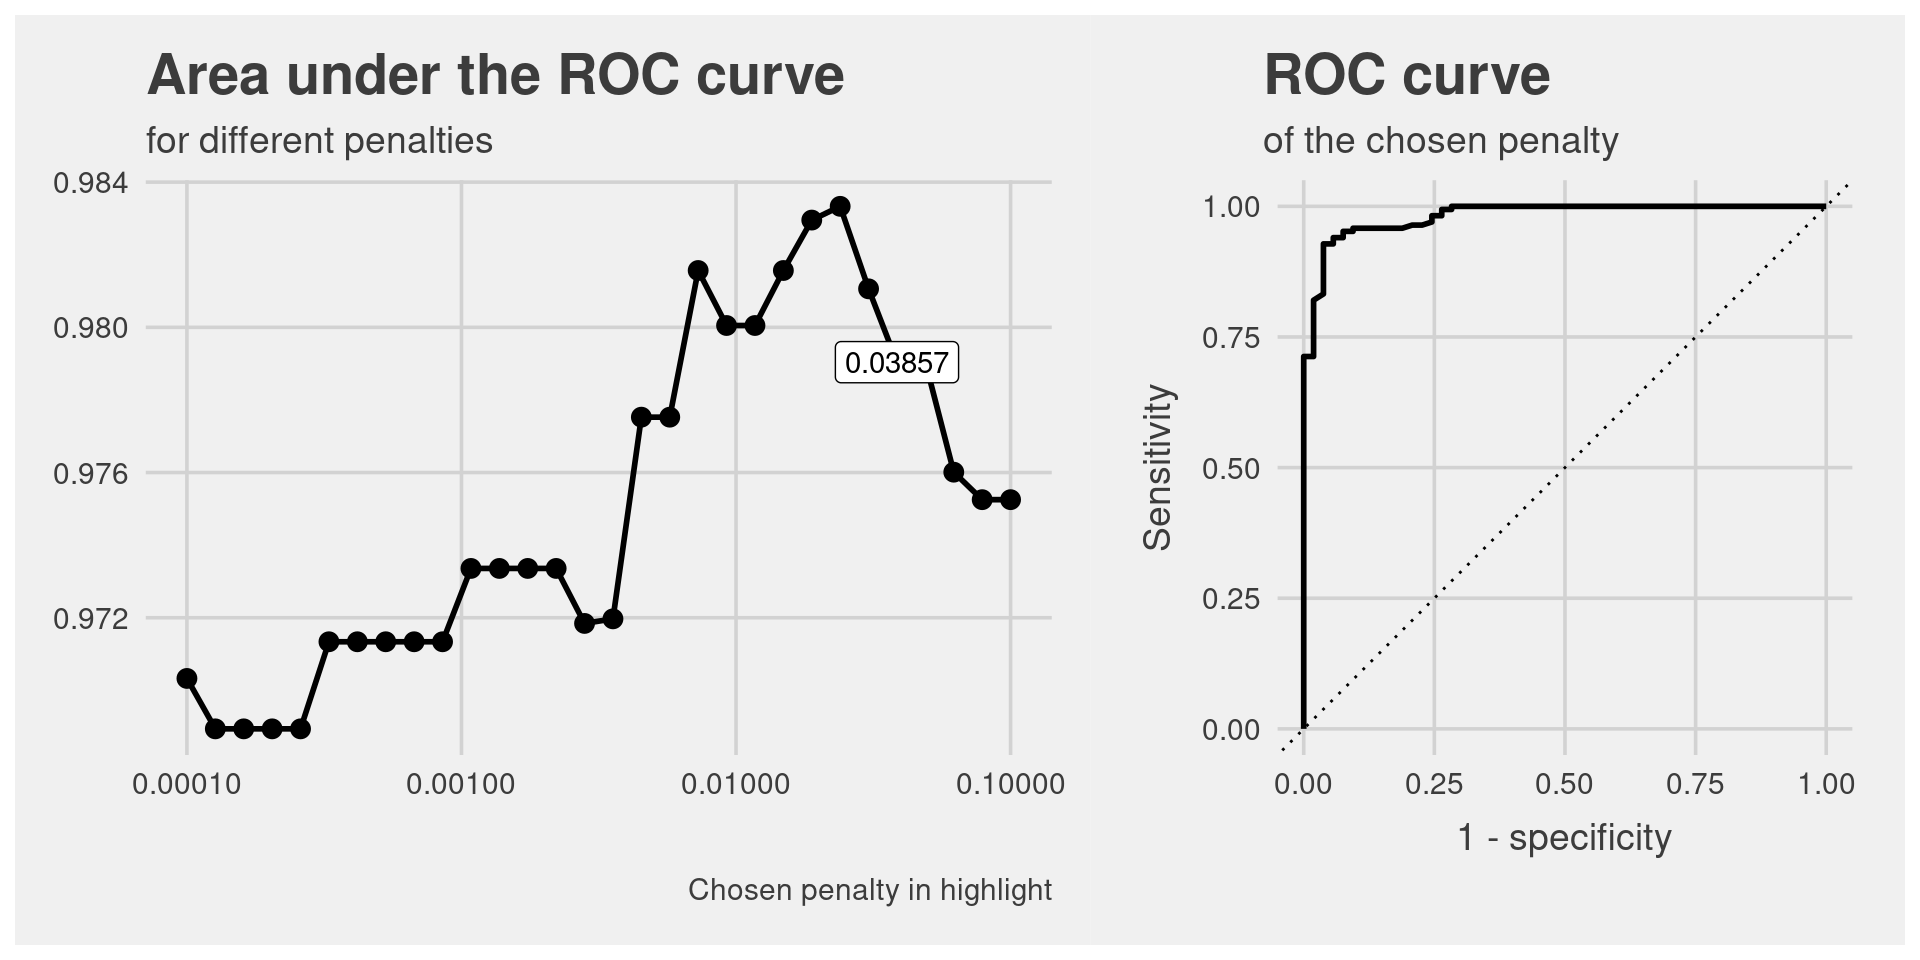 Area under the ROC curve
for different penalties
0.984
0.980
0.976
0.972
0.03857
0.00010 0.00100 0.01000 0.10000
Chosen penalty in highlight
ROC curve
of the chosen penalty
Sensitivity
1.00
0.75
0.50
0.25
0.00
0.00 0.25 0.50 0.75 1.00
1 - specificity